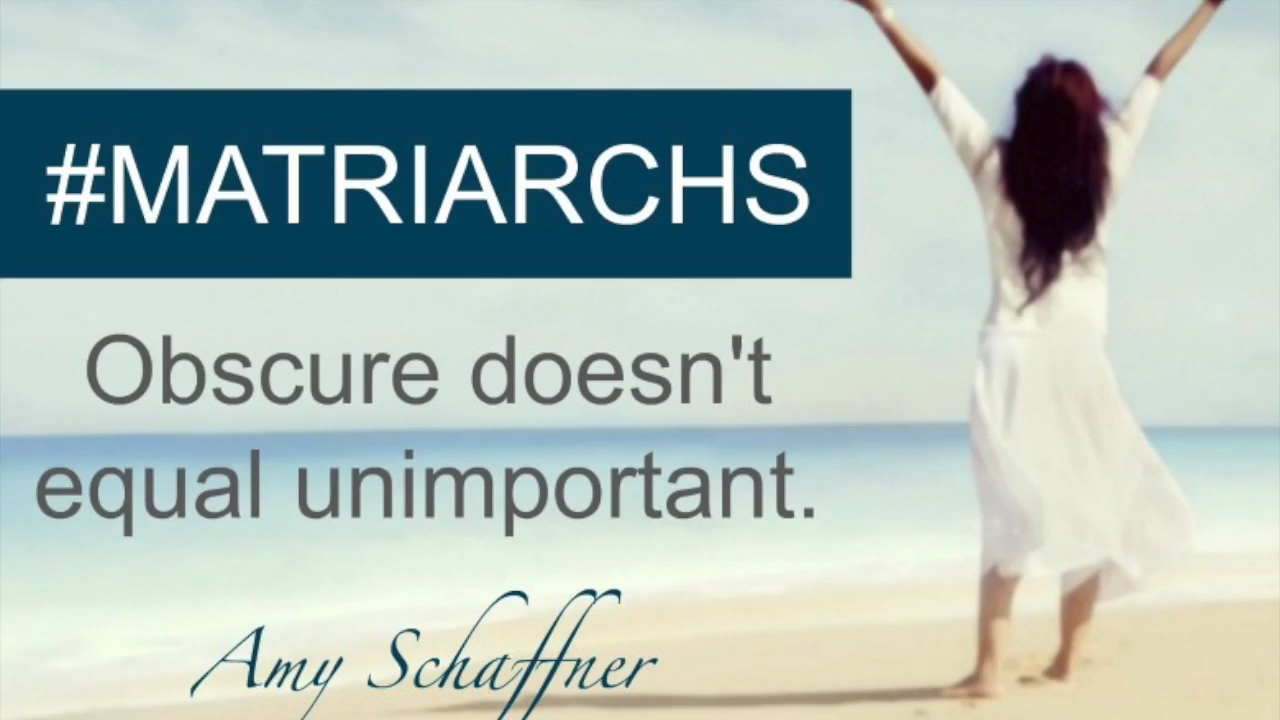 #MATRIARCHS
Obscure doesn't
equal unimportant.
Amy Schaffner